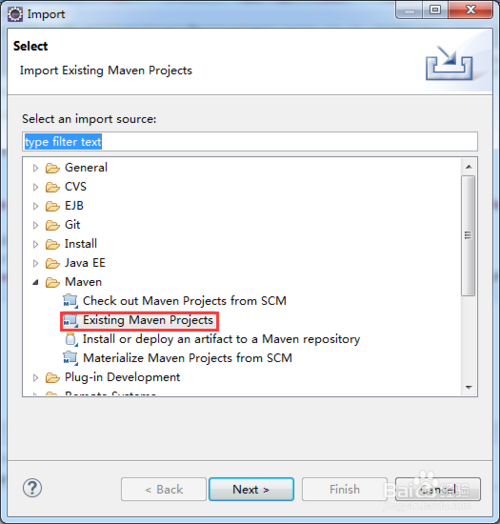 Import
Select
Import Existing Maven Projects
Select an import source:
type filter text
General
CVS
EJB
Git
Install
Java EE
Maven
Check out Maven Projects from SCM
Existing Maven Projects
Install or deploy an artifact to a Maven repository
Materialize Maven Projects from SCM
Plug-in Development
Remote Systems
< Back
Next >
Finish
Cancel